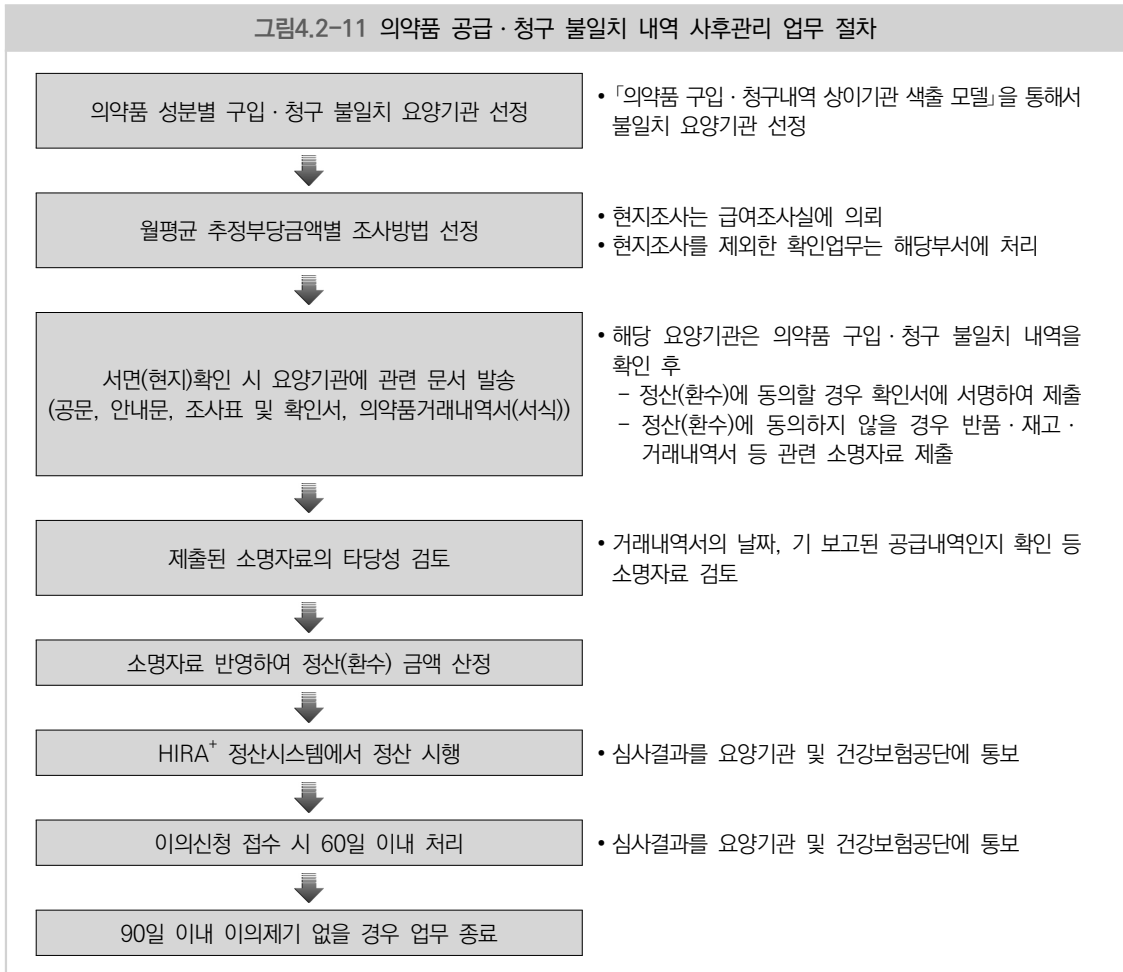 그림4.2-11 의약품 공급·청구 불일치 내역 사후관리 업무 절차
의약품 성분별 구입·청구 불일치 요양기관 선정
• 「의약품 구입·청구내역 상이기관 색출 모델」을 통해서
불일치 요양기관 선정
월평균 추정부당금액별 조사방법 선정
• 현지조사는 급여조사실에 의뢰
• 현지조사를 제외한 확인업무는 해당부서에 처리
서면(현지)확인 시 요양기관에 관련 문서 발송
(공문, 안내문, 조사표 및 확인서, 의약품거래내역서(서식))
• 해당 요양기관은 의약품 구입·청구 불일치 내역을
확인 후
- 정산(환수)에 동의할 경우 확인서에 서명하여 제출
- 정산(환수)에 동의하지 않을 경우 반품·재고·
거래내역서 등 관련 소명자료 제출
제출된 소명자료의 타당성 검토
• 거래내역서의 날짜, 기 보고된 공급내역인지 확인 등
소명자료 검토
소명자료 반영하여 정산(환수) 금액 산정
HIRA+ 정산시스템에서 정산 시행
• 심사결과를 요양기관 및 건강보험공단에 통보
이의신청 접수 시 60일 이내 처리
• 심사결과를 요양기관 및 건강보험공단에 통보
90일 이내 이의제기 없을 경우 업무 종료